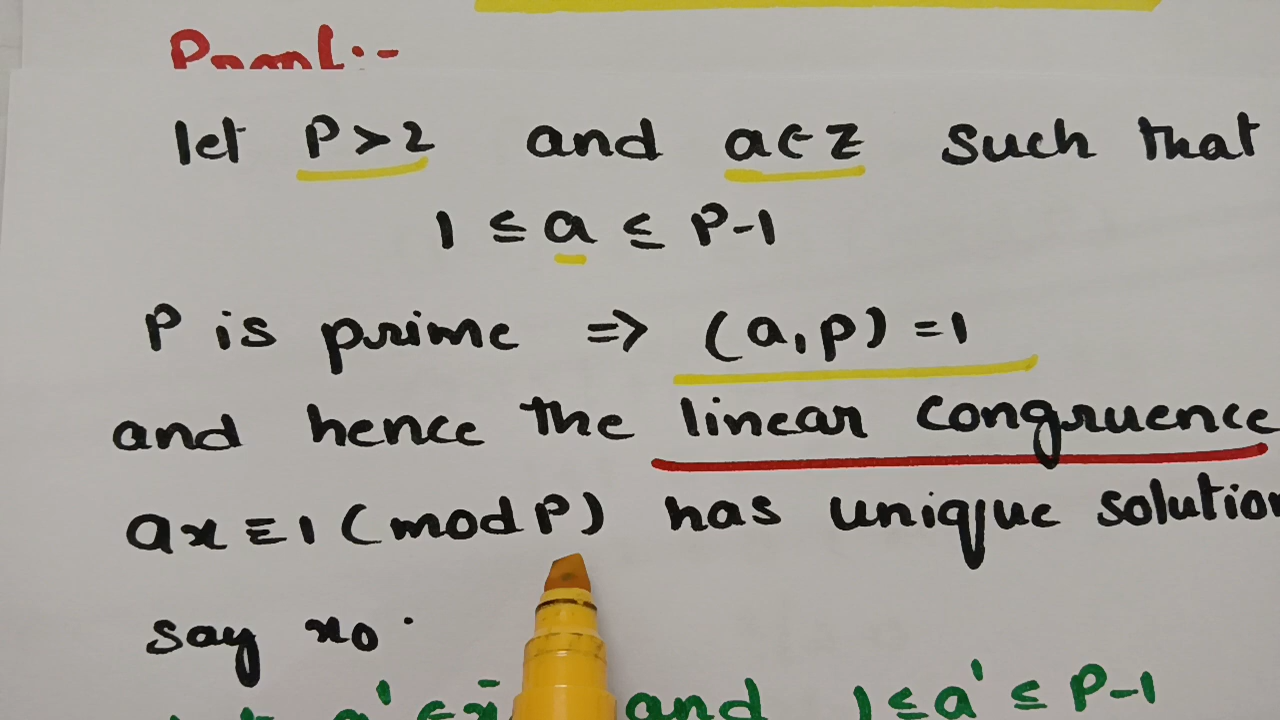 Proof:-
let P>2 and a∈Z such that
1 ≤ a ≤ P-1
P is prime => (a,p) = 1
and hence the linear congruence
ax≡1 (mod P) has unique solution
say x0.
a' ∈ and 1≤a' ≤ P-1